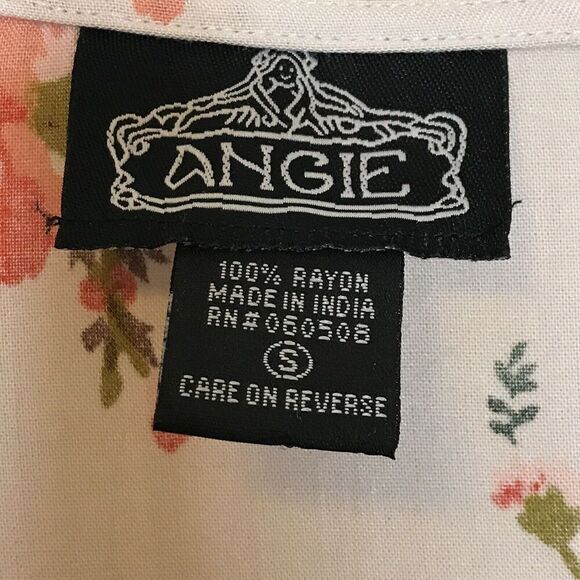 ANGIE
100% RAYON
MADE IN INDIA
RN#060508
S
CARE ON REVERSE